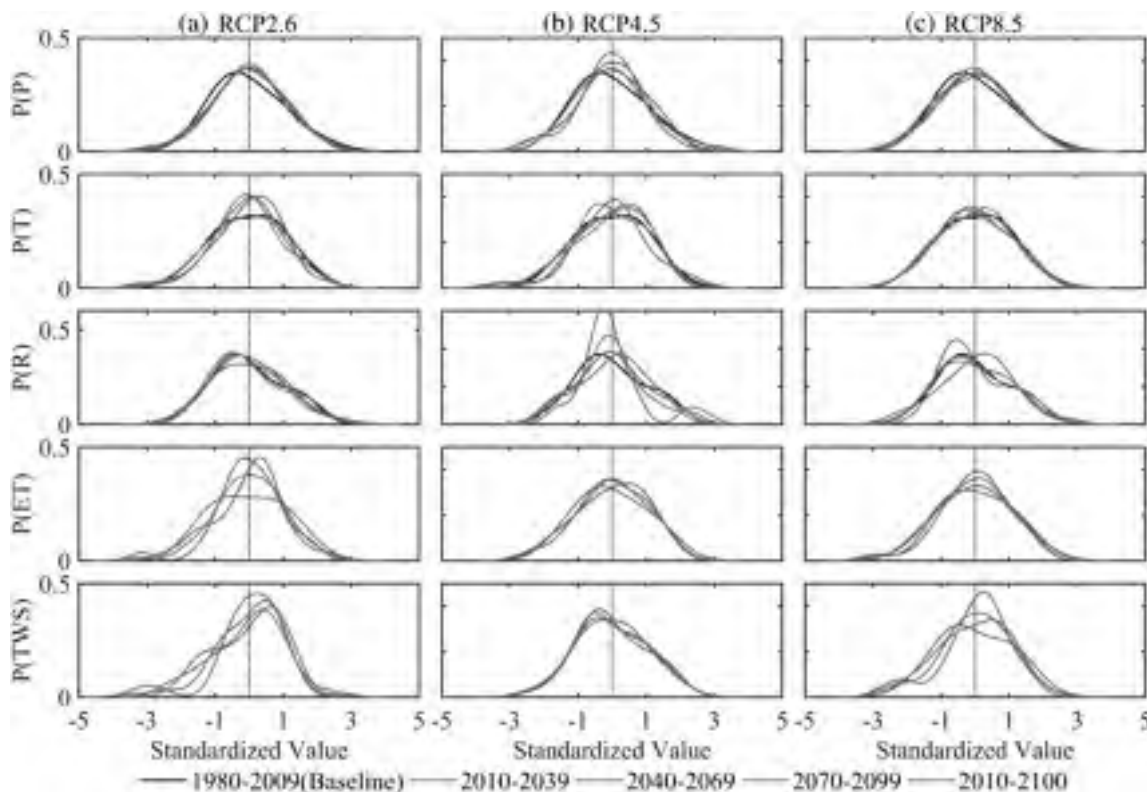 (a) RCP2.6 (b) RCP4.5 (c) RCP8.5
0.5
P(P)
0
0.5
P(T)
0
0.5
P(R)
0
0.5
P(ET)
0
0.5
P(TWS)
0
-5 -3 -1 1 3 5 -5 -3 -1 1 3 5 -5 -3 -1 1 3 5
Standardized Value Standardized Value Standardized Value
1980-2009(Baseline) 2010-2039 2040-2069 2070-2099 2010-2100